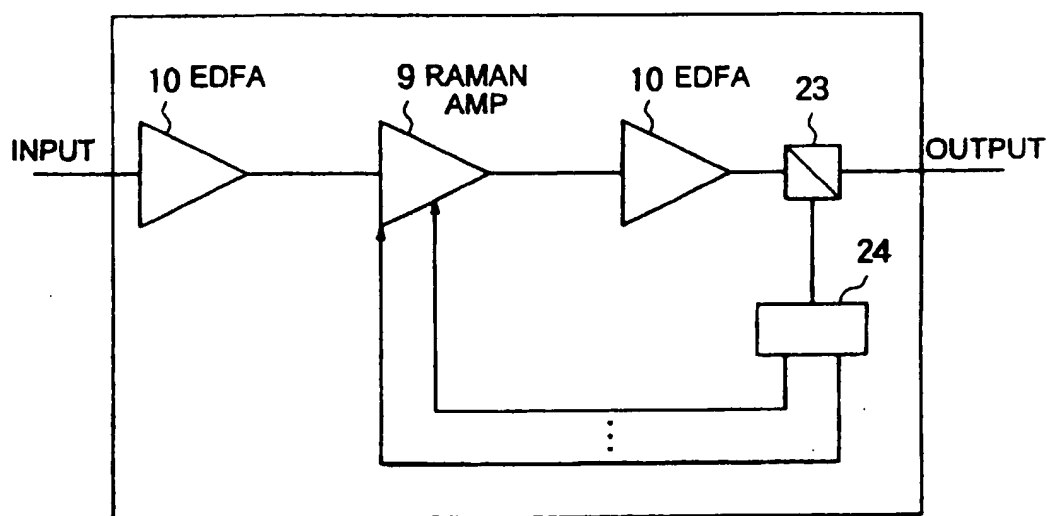 10 EDFA
9 RAMAN
AMP
10 EDFA
23
INPUT
OUTPUT
24